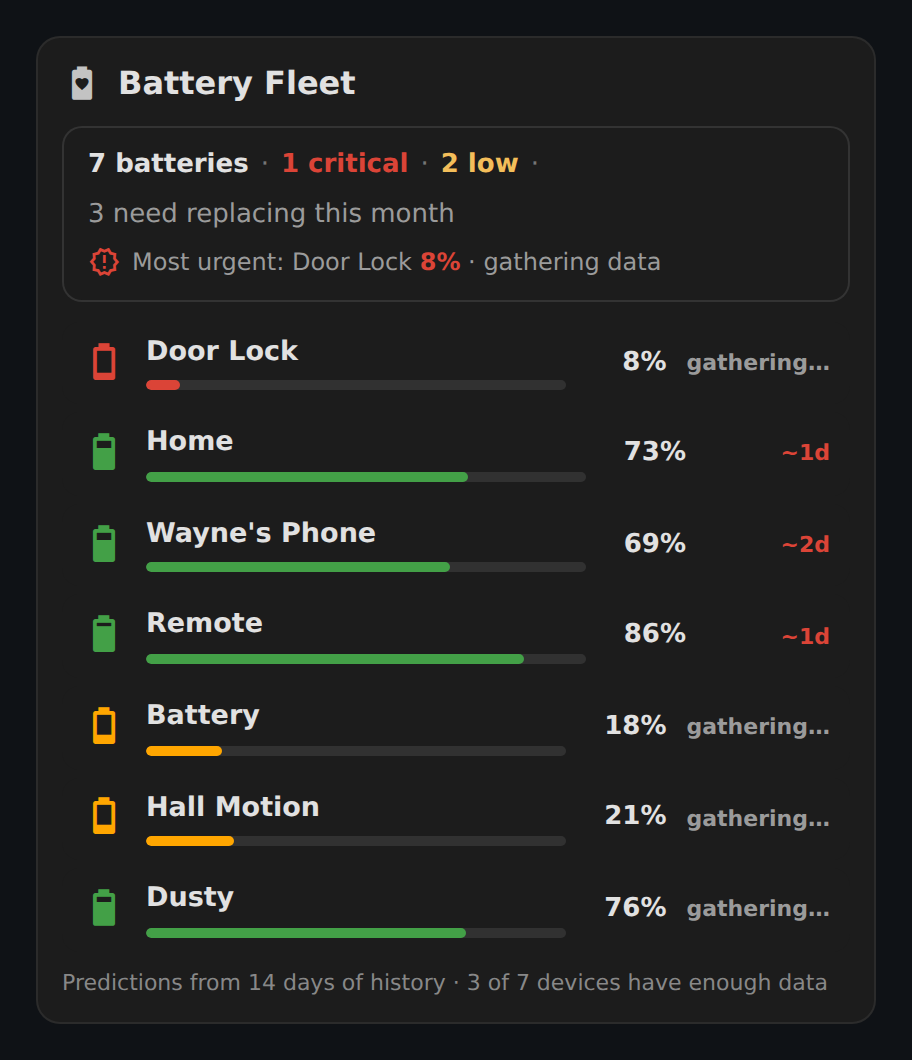 Battery Fleet
7 batteries · 1 critical · 2 low ·
3 need replacing this month
Most urgent: Door Lock 8% · gathering data
Door Lock 8% gathering…
Home 73% ~1d
Wayne's Phone 69% ~2d
Remote 86% ~1d
Battery 18% gathering…
Hall Motion 21% gathering…
Dusty 76% gathering…
Predictions from 14 days of history · 3 of 7 devices have enough data